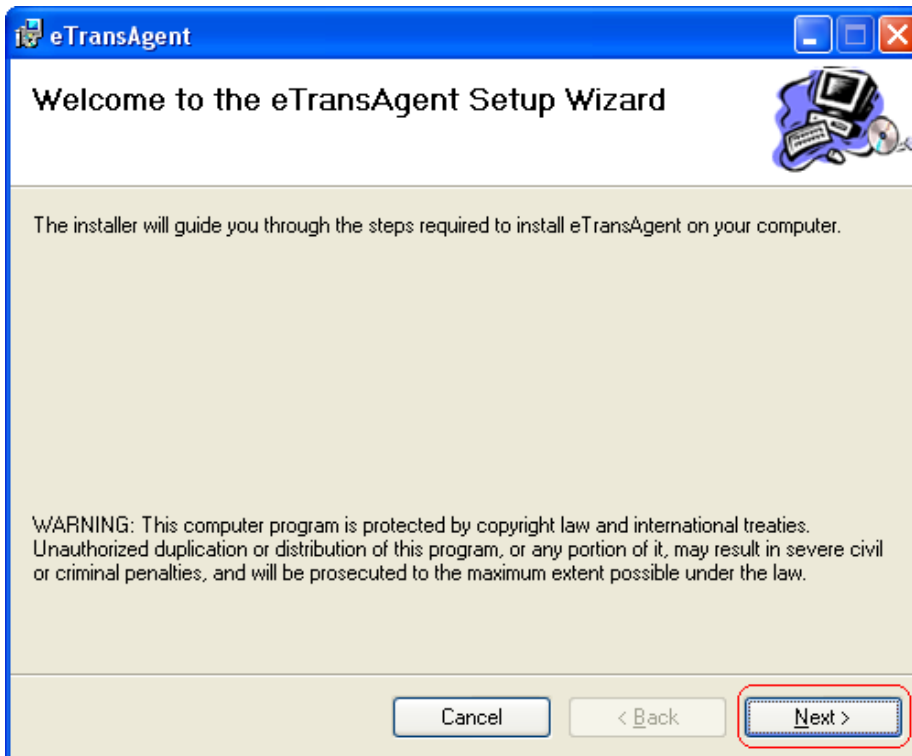 eTransAgent
Welcome to the eTransAgent Setup Wizard
The installer will guide you through the steps required to install eTransAgent on your computer.
WARNING: This computer program is protected by copyright law and international treaties.
Unauthorized duplication or distribution of this program, or any portion of it, may result in severe civil
or criminal penalties, and will be prosecuted to the maximum extent possible under the law.
Cancel
< Back
Next >